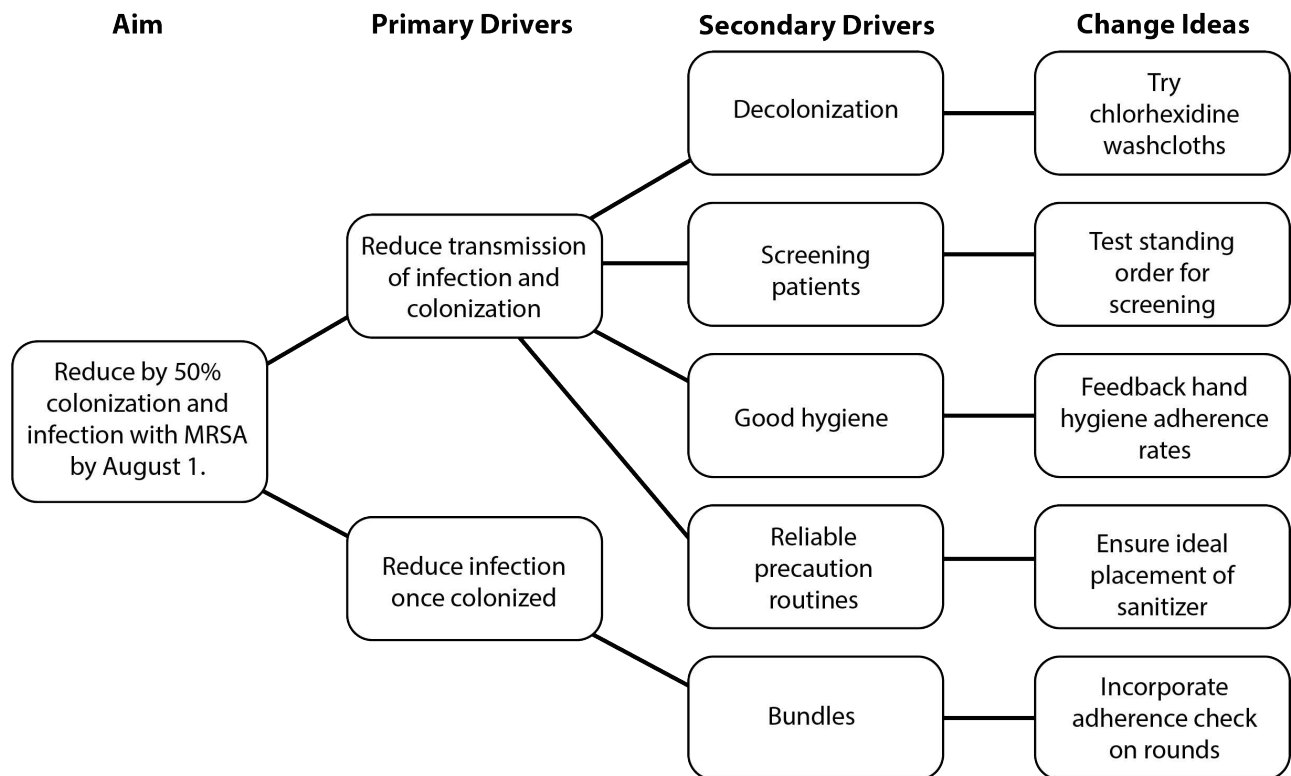 Aim
Primary Drivers
Secondary Drivers
Change Ideas
Reduce by 50%
colonization and
infection with MRSA
by August 1.
Reduce transmission
of infection and
colonization
Reduce infection
once colonized
Decolonization
Screening
patients
Good hygiene
Reliable
precaution
routines
Bundles
Try
chlorhexidine
washcloths
Test standing
order for
screening
Feedback hand
hygiene adherence
rates
Ensure ideal
placement of
sanitizer
Incorporate
adherence check
on rounds